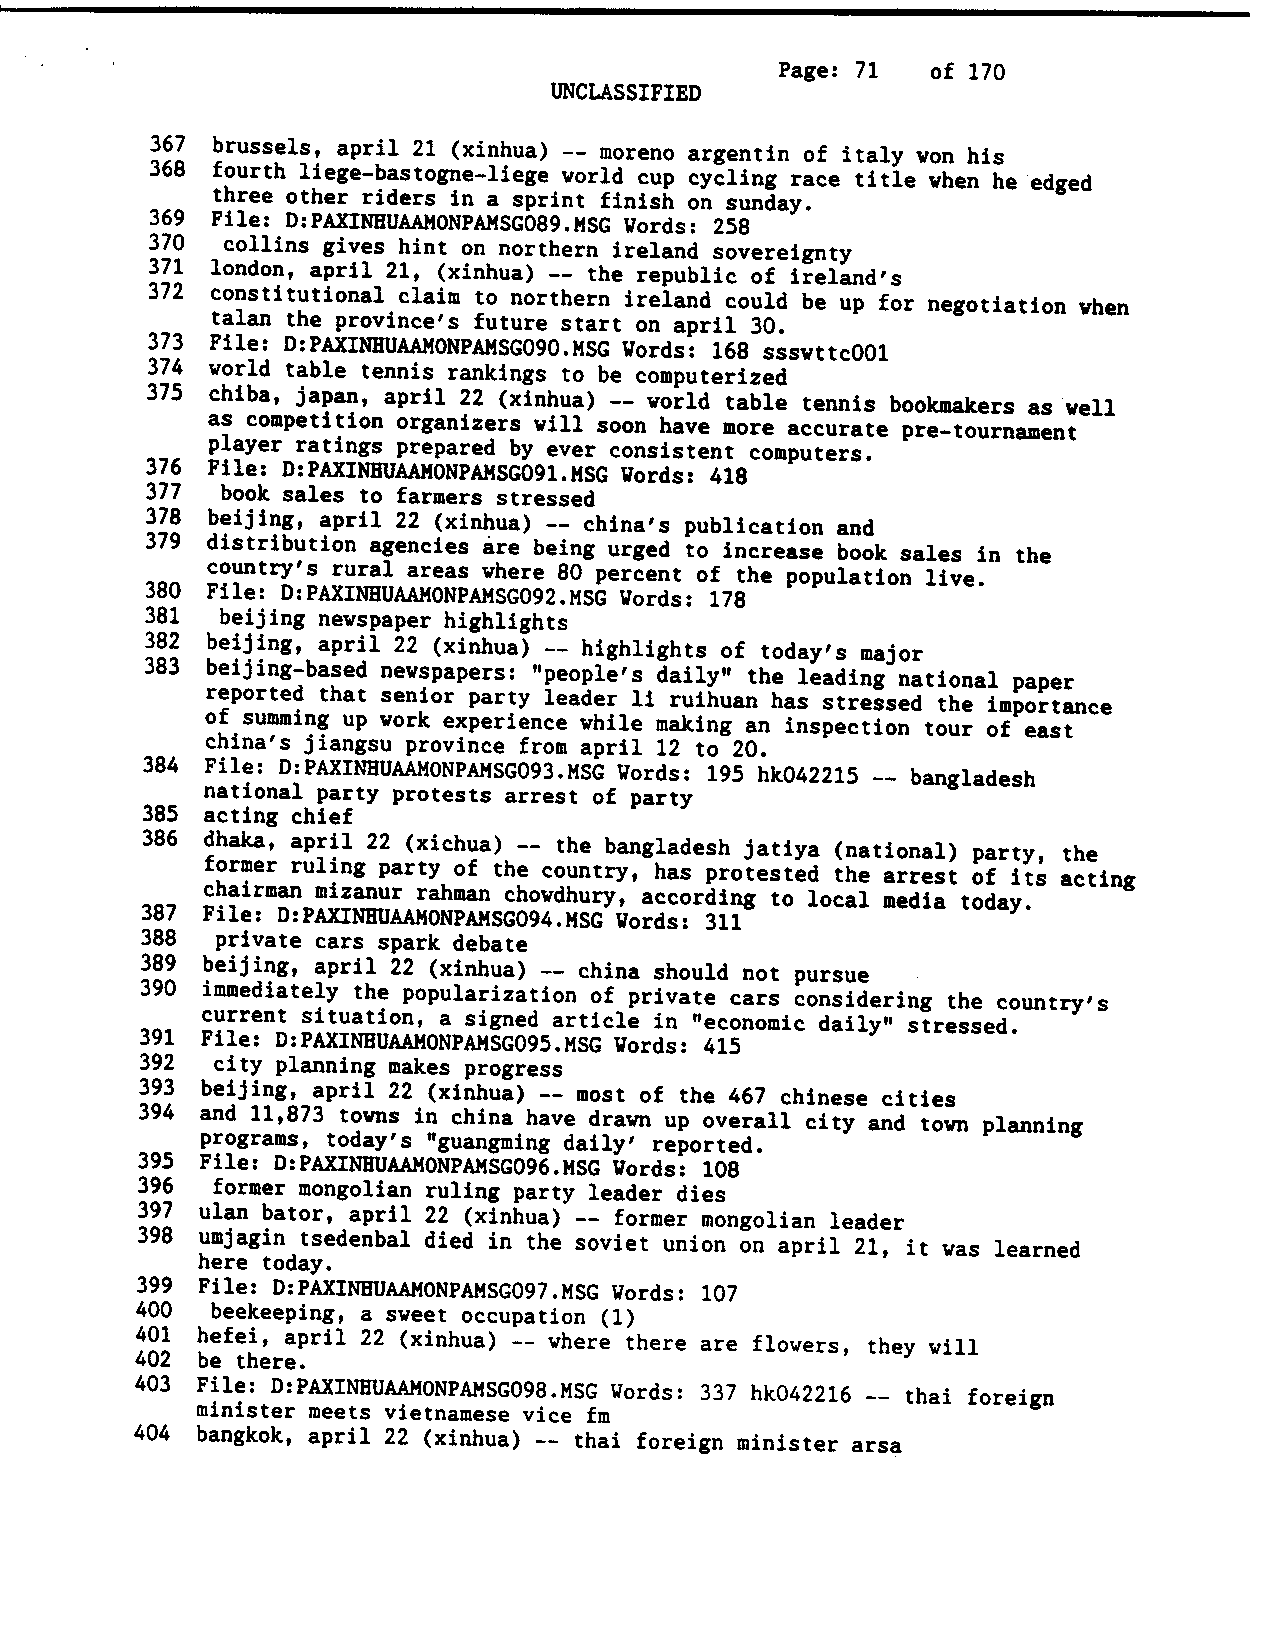 Page: 71 of 170
UNCLASSIFIED
367 brussels, april 21 (xinhua) -- moreno argentin of italy won his
368 fourth liege-bastogne-liege world cup cycling race title when he edged
three other riders in a sprint finish on sunday.
369 File: D:PAXINHUAAMONPAMSG089.MSG Words: 258
370 collins gives hint on northern ireland sovereignty
371 london, april 21, (xinhua) -- the republic of ireland's
372 constitutional claim to northern ireland could be up for negotiation when
talan the province's future start on april 30.
373 File: D:PAXINHUAAMONPAMSG090.MSG Words: 168 ssswttc001
374 world table tennis rankings to be computerized
375 chiba, japan, april 22 (xinhua) -- world table tennis bookmakers as well
as competition organizers will soon have more accurate pre-tournament
player ratings prepared by ever consistent computers.
376 File: D:PAXINHUAAMONPAMSG091.MSG Words: 418
377 book sales to farmers stressed
378 beijing, april 22 (xinhua) -- china's publication and
379 distribution agencies are being urged to increase book sales in the
country's rural areas where 80 percent of the population live.
380 File: D:PAXINHUAAMONPAMSG092.MSG Words: 178
381 beijing newspaper highlights
382 beijing, april 22 (xinhua) -- highlights of today's major
383 beijing-based newspapers: "people's daily" the leading national paper
reported that senior party leader li ruihuan has stressed the importance
of summing up work experience while making an inspection tour of east
china's jiangsu province from april 12 to 20.
384 File: D:PAXINHUAAMONPAMSG093.MSG Words: 195 hk042215 -- bangladesh
national party protests arrest of party
385 acting chief
386 dhaka, april 22 (xichua) -- the bangladesh jatiya (national) party, the
former ruling party of the country, has protested the arrest of its acting
chairman mizanur rahman chowdhury, according to local media today.
387 File: D:PAXINHUAAMONPAMSG094.MSG Words: 311
388 private cars spark debate
389 beijing, april 22 (xinhua) -- china should not pursue
390 immediately the popularization of private cars considering the country's
current situation, a signed article in "economic daily" stressed.
391 File: D:PAXINHUAAMONPAMSG095.MSG Words: 415
392 city planning makes progress
393 beijing, april 22 (xinhua) -- most of the 467 chinese cities
394 and 11,873 towns in china have drawn up overall city and town planning
programs, today's "guangming daily' reported.
395 File: D:PAXINHUAAMONPAMSG096.MSG Words: 108
396 former mongolian ruling party leader dies
397 ulan bator, april 22 (xinhua) -- former mongolian leader
398 umjagin tsedenbal died in the soviet union on april 21, it was learned
here today.
399 File: D:PAXINHUAAMONPAMSG097.MSG Words: 107
400 beekeeping, a sweet occupation (1)
401 hefei, april 22 (xinhua) -- where there are flowers, they will
402 be there.
403 File: D:PAXINHUAAMONPAMSG098.MSG Words: 337 hk042216 -- thai foreign
minister meets vietnamese vice fm
404 bangkok, april 22 (xinhua) -- thai foreign minister arsa